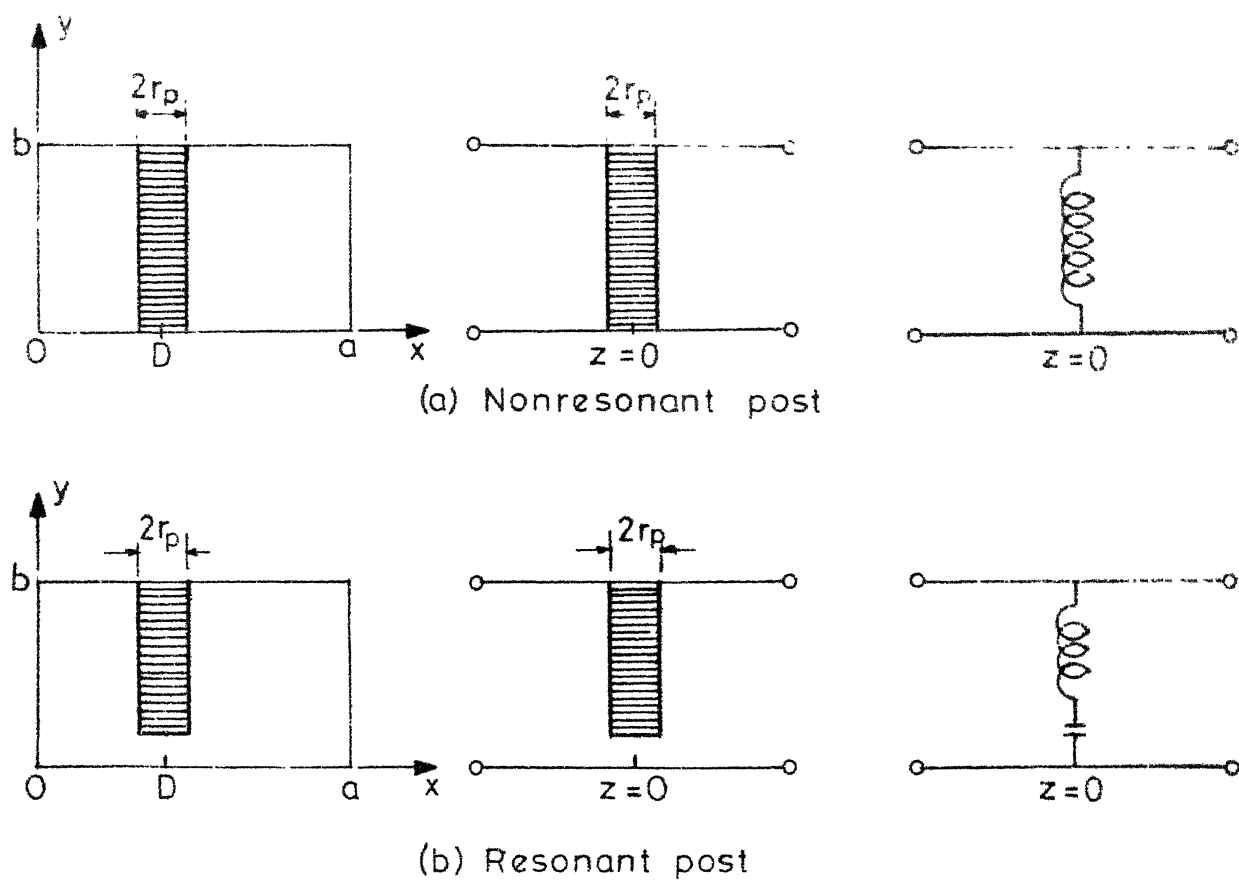 y
2rp 2rp
b
O D a x z=0 z=0
(a) Nonresonant post
y
2rp 2rp
b
O D a x z=0 z=0
(b) Resonant post